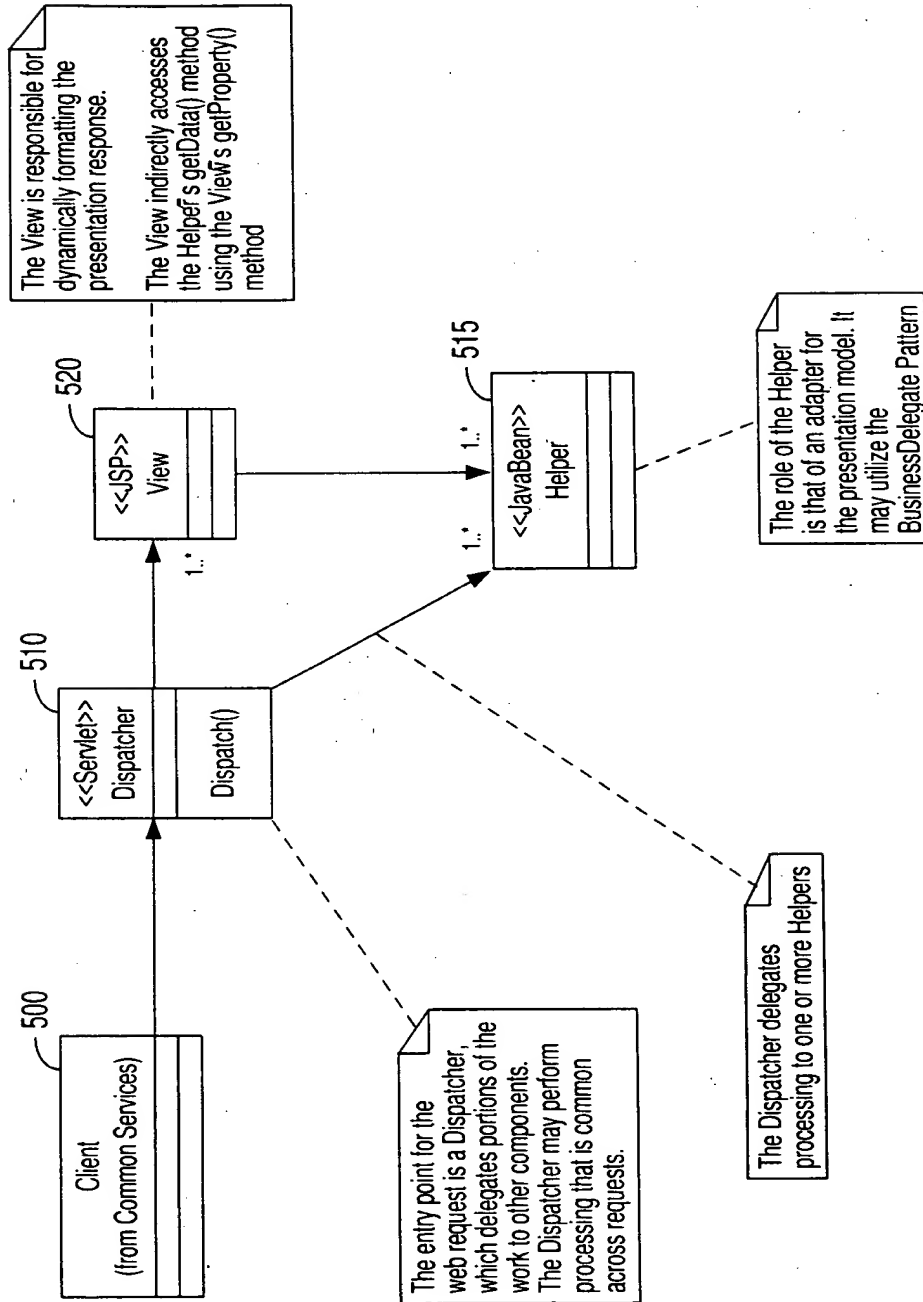 500
Client
(from Common Services)
510
<<Servlet>>
Dispatcher
Dispatch()
520
<<JSP>>
View
1..*
The View is responsible for
dynamically formatting the
presentation response.
The View indirectly accesses
the Helper's getData() method
using the View's getProperty()
method
1..*
1..*
515
<<JavaBean>>
Helper
The entry point for the
web request is a Dispatcher,
which delegates portions of the
work to other components.
The Dispatcher may perform
processing that is common
across requests.
The Dispatcher delegates
processing to one or more Helpers
The role of the Helper
is that of an adapter for
the presentation model. It
may utilize the
BusinessDelegate Pattern